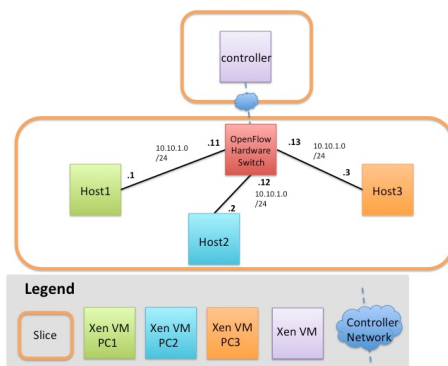 controller
OpenFlow
Hardware
Switch
.11
.13
10.10.1.0
/24
10.10.1.0
/24
.1
.12
10.10.1.0
/24
.3
Host1
.2
Host3
Host2
Legend
Slice
Xen VM
PC1
Xen VM
PC2
Xen VM
PC3
Xen VM
Controller
Network